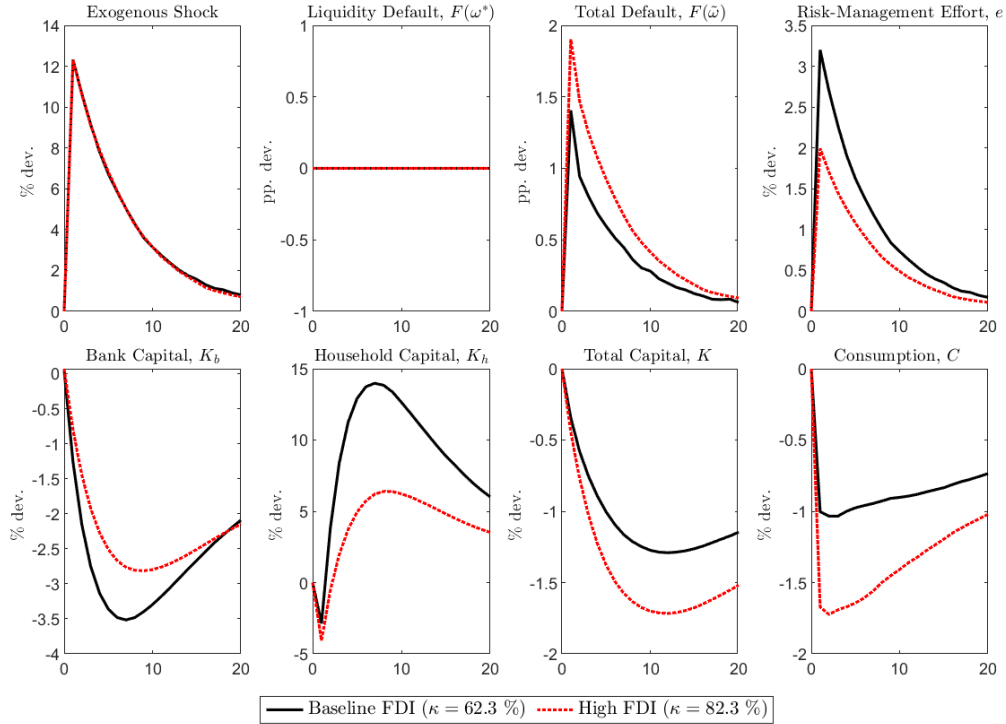 Exogenous Shock
% dev.
14
12
10
8
6
4
2
0
0 10 20
Liquidity Default, F(ω*)
pp. dev.
1
0.5
0
-0.5
-1
0 10 20
Total Default, F(ω̃)
pp. dev.
2
1.5
1
0.5
0
0 10 20
Risk-Management Effort, e
% dev.
3.5
3
2.5
2
1.5
1
0.5
0
0 10 20
Bank Capital, K_b
% dev.
0
-0.5
-1
-1.5
-2
-2.5
-3
-3.5
-4
0 10 20
Household Capital, K_h
% dev.
15
10
5
0
-5
0 10 20
Total Capital, K
% dev.
0
-0.5
-1
-1.5
-2
0 10 20
Consumption, C
% dev.
0
-0.5
-1
-1.5
-2
0 10 20
Baseline FDI (κ = 62.3 %) High FDI (κ = 82.3 %)